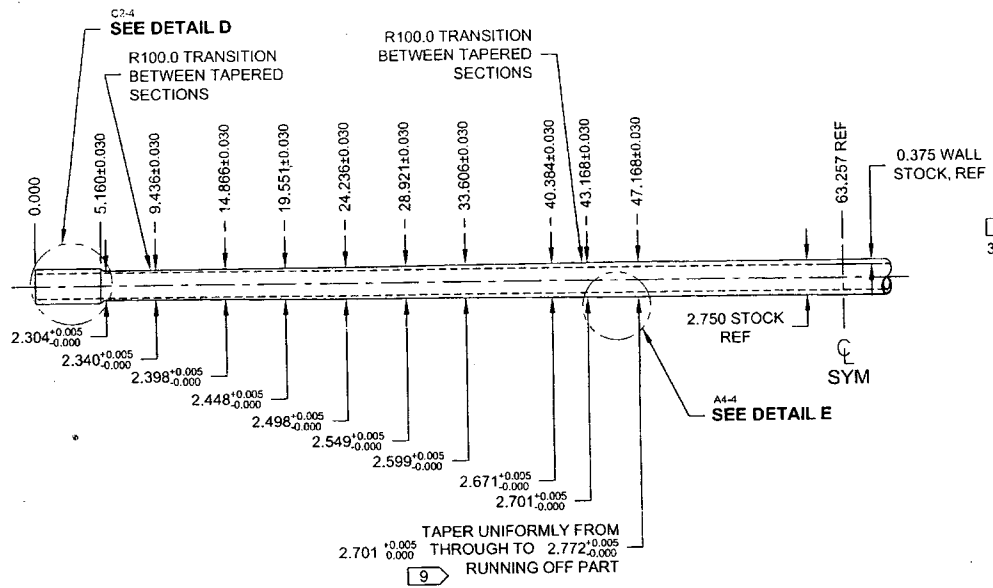 C2-4
SEE DETAIL D
R100.0 TRANSITION
BETWEEN TAPERED
SECTIONS
R100.0 TRANSITION
BETWEEN TAPERED
SECTIONS
0.000
5.160±0.030
9.436±0.030
14.866±0.030
19.551±0.030
24.236±0.030
28.921±0.030
33.606±0.030
40.384±0.030
43.168±0.030
47.168±0.030
63.257 REF
0.375 WALL
STOCK, REF
3
2.304 +0.005 -0.000
2.340 +0.005 -0.000
2.398 +0.005 -0.000
2.448 +0.005 -0.000
2.498 +0.005 -0.000
2.549 +0.005 -0.000
2.599 +0.005 -0.000
2.671 +0.005 -0.000
2.701 +0.005 -0.000
2.750 STOCK
REF
℄
SYM
A4-4
SEE DETAIL E
TAPER UNIFORMLY FROM
2.701 +0.005 0.000 THROUGH TO 2.772 +0.005 -0.000
RUNNING OFF PART
9